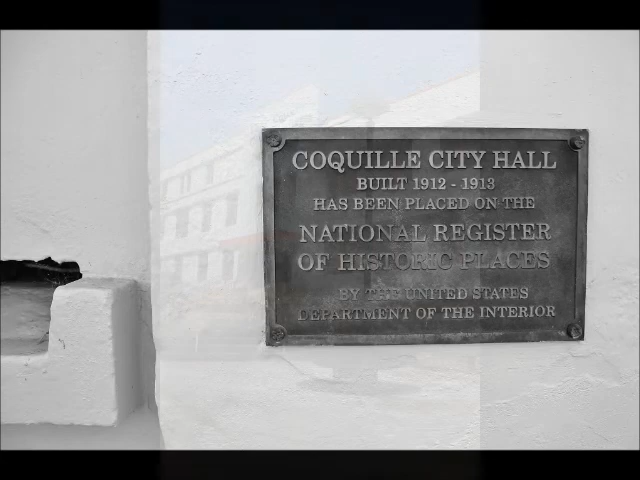 COQUILLE CITY HALL
BUILT 1912 - 1913
HAS BEEN PLACED ON THE
NATIONAL REGISTER
OF HISTORIC PLACES
BY THE UNITED STATES
DEPARTMENT OF THE INTERIOR